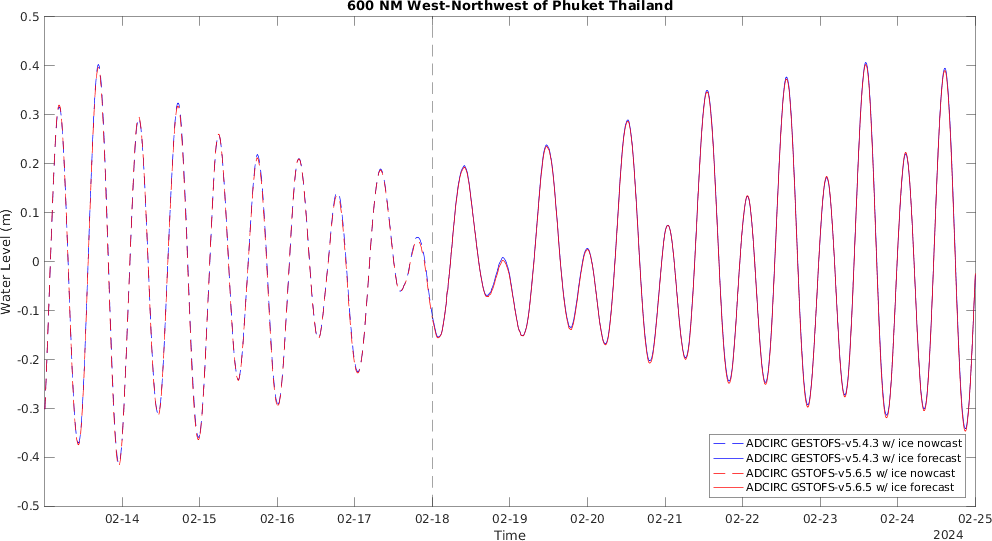 600 NM West-Northwest of Phuket Thailand
Water Level (m)
0.5
0.4
0.3
0.2
0.1
0
-0.1
-0.2
-0.3
-0.4
-0.5
ADCIRC GESTOFS-v5.4.3 w/ ice nowcast
ADCIRC GESTOFS-v5.4.3 w/ ice forecast
ADCIRC GSTOFS-v5.6.5 w/ ice nowcast
ADCIRC GSTOFS-v5.6.5 w/ ice forecast
02-14 02-15 02-16 02-17 02-18 02-19 02-20 02-21 02-22 02-23 02-24 02-25
Time
2024